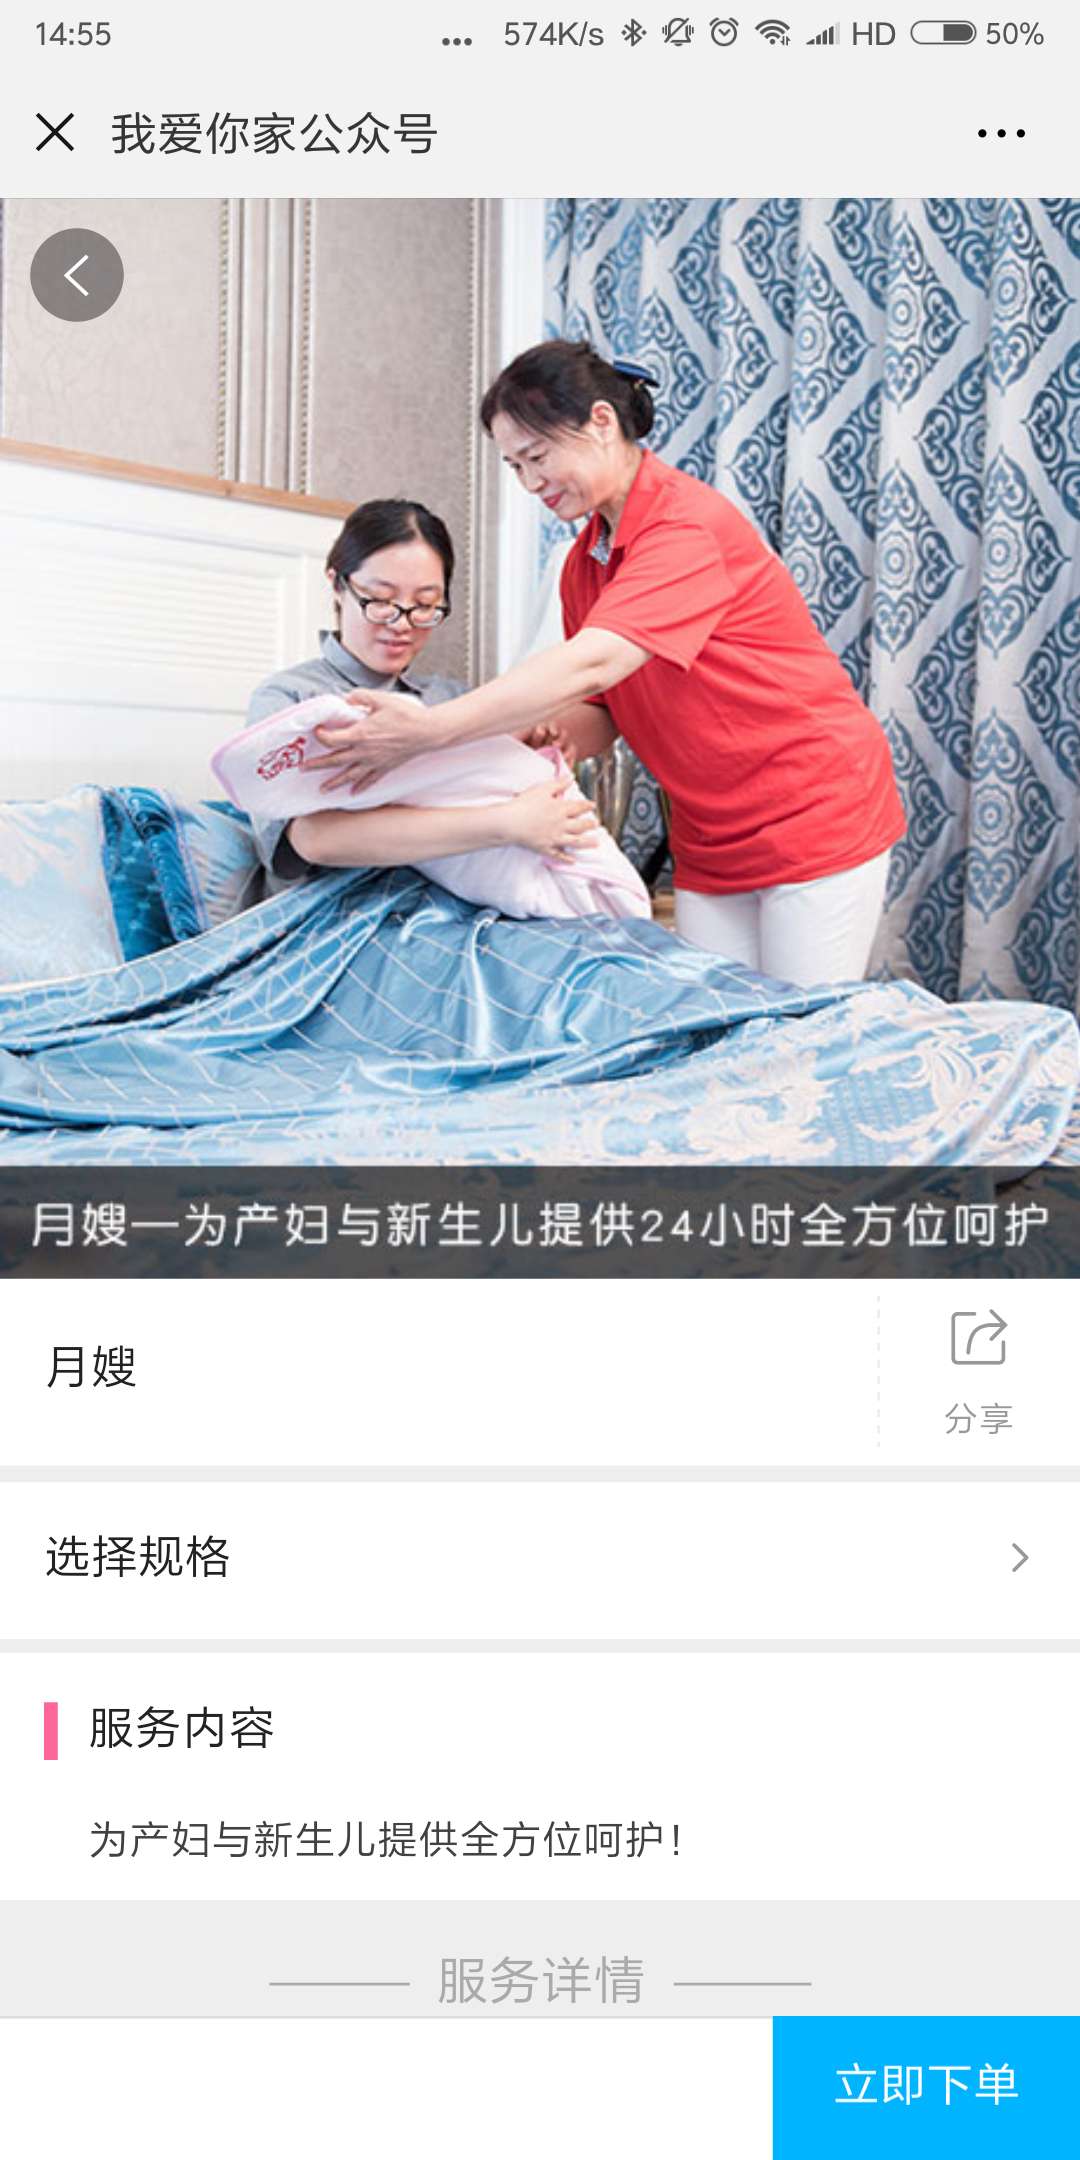 14:55 ... 574K/s HD 50%
我爱你家公众号
月嫂—为产妇与新生儿提供24小时全方位呵护
月嫂
分享
选择规格
服务内容
为产妇与新生儿提供全方位呵护！
服务详情
立即下单